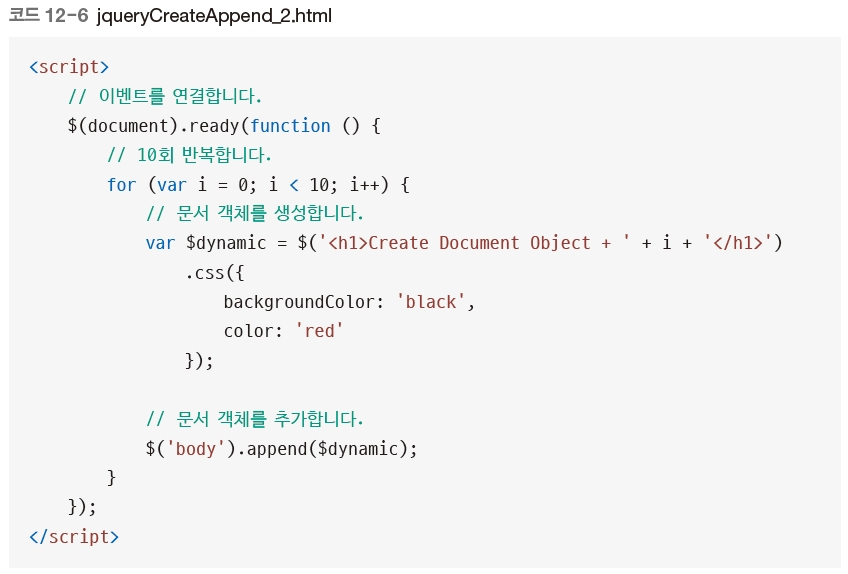 코드 12-6 jqueryCreateAppend_2.html
<script>
// 이벤트를 연결합니다.
$(document).ready(function () {
// 10회 반복합니다.
for (var i = 0; i < 10; i++) {
// 문서 객체를 생성합니다.
var $dynamic = $('<h1>Create Document Object + ' + i + '</h1>')
.css({
backgroundColor: 'black',
color: 'red'
});
// 문서 객체를 추가합니다.
$('body').append($dynamic);
}
});
</script>